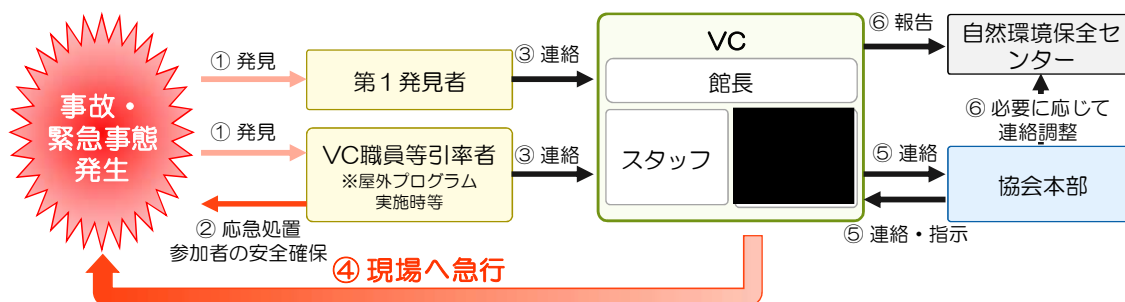 事故・
緊急事態
発生
① 発見
① 発見
② 応急処置
参加者の安全確保
第1発見者
VC職員等引率者
※屋外プログラム
実施時等
③ 連絡
③ 連絡
VC
館長
スタッフ
④ 現場へ急行
⑥ 報告
⑤ 連絡
⑤ 連絡・指示
自然環境保全セ
ンター
⑥ 必要に応じて
連絡調整
協会本部